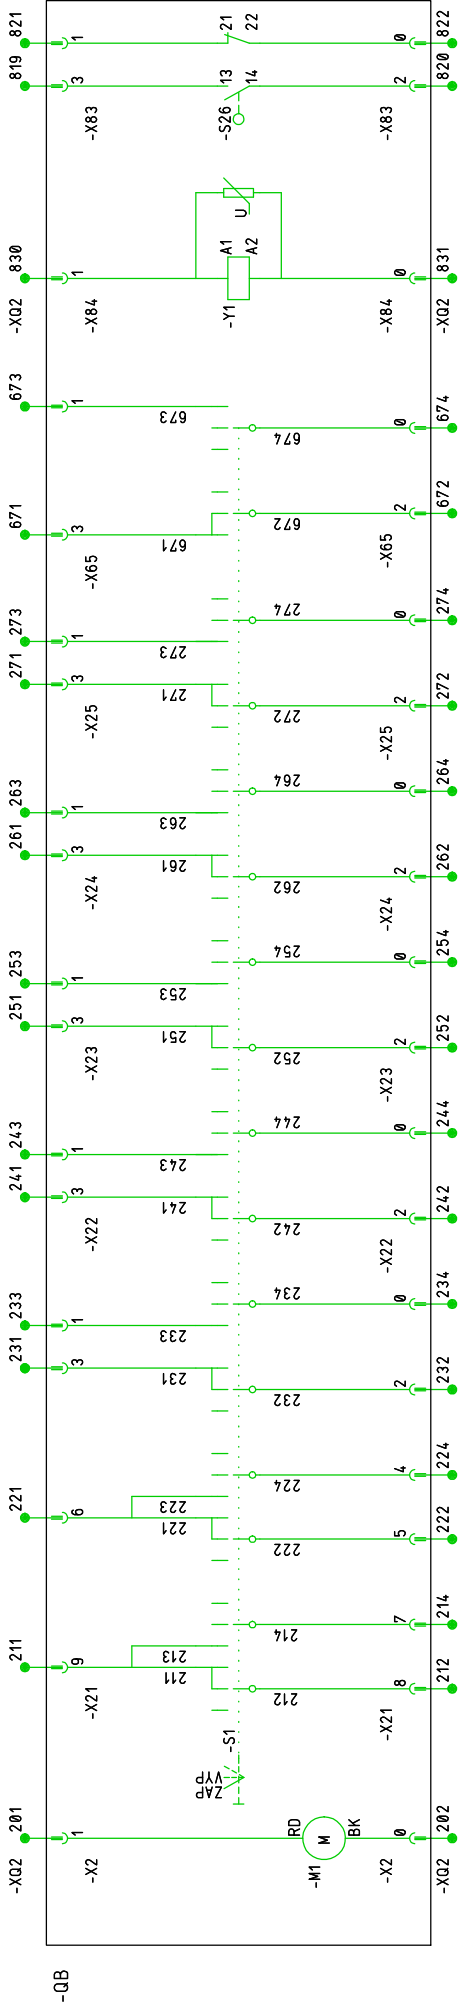 -XQ2 201 211 221 231 233 241 243 251 253 261 263 271 273 671 673 -XQ2 830 819 821
-QB
1 9 6 3 1 3 1 3 1 3 1 3 1 3 1 1 3 1
-X2 -X21 -X22 -X23 -X24 -X25 -X65 -X84 -X83
211 213 221 223 231 233 241 243 251 253 261 263 271 273 671 673
ZAP
VYP
-S1 -Y1 A1 -S26 13 21
U
A2 14 22
212 214 222 224 232 234 242 244 252 254 262 264 272 274 672 674
RD
-M1 M
BK
-X2 -X21 -X22 -X23 -X24 -X25 -X65 -X84 -X83
0 8 7 5 4 2 0 2 0 2 0 2 0 2 0 2 0 0 2 0
-XQ2 202 212 214 222 224 232 234 242 244 252 254 262 264 272 274 672 674 -XQ2 831 820 822